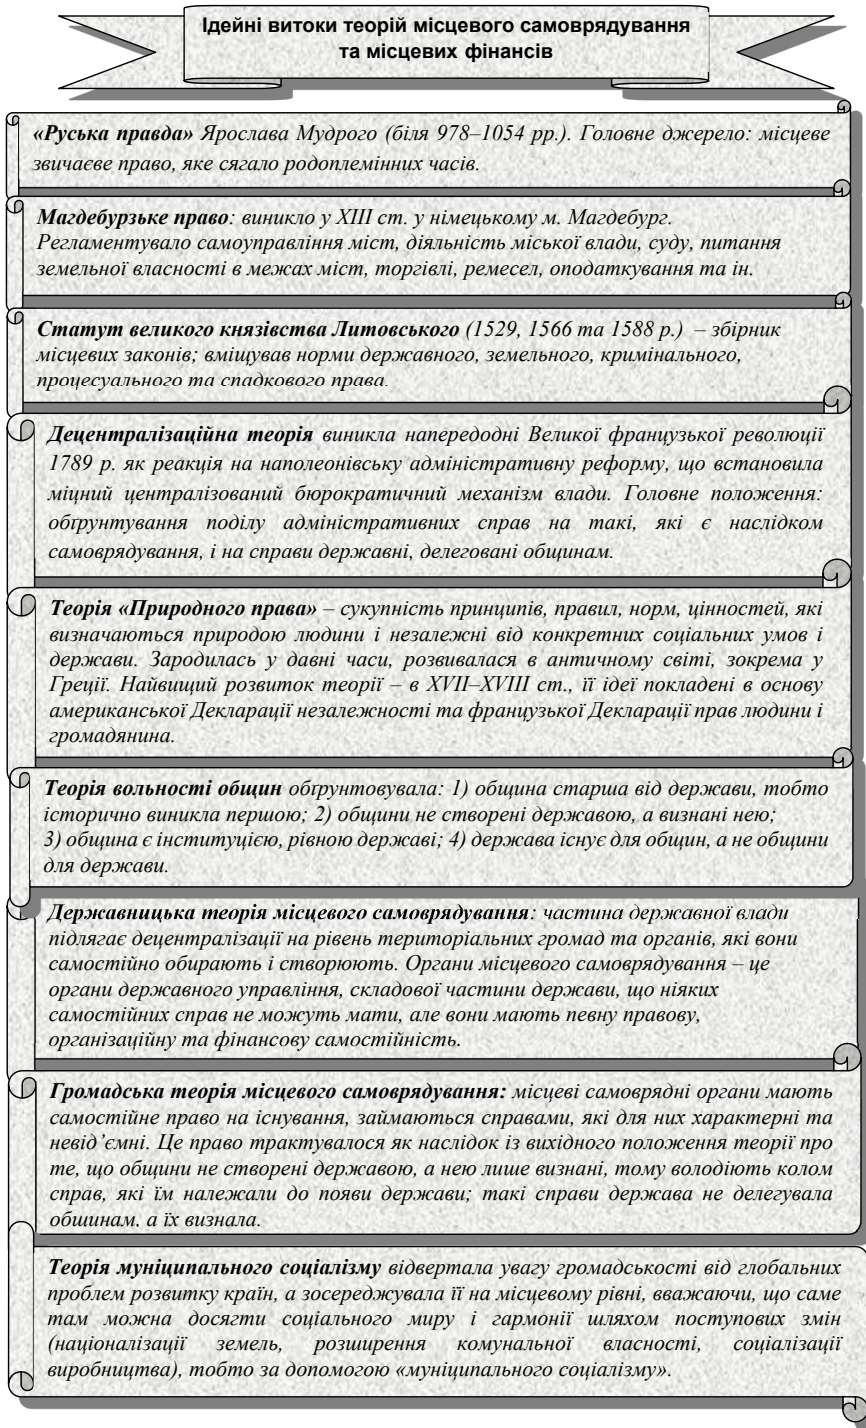 Ідейні витоки теорій місцевого самоврядування
та місцевих фінансів
«Руська правда» Ярослава Мудрого (біля 978–1054 рр.). Головне джерело: місцеве
звичаєве право, яке сягало родоплемінних часів.
Магдебурзьке право: виникло у XIII ст. у німецькому м. Магдебург.
Регламентувало самоуправління міст, діяльність міської влади, суду, питання
земельної власності в межах міст, торгівлі, ремесел, оподаткування та ін.
Статут великого князівства Литовського (1529, 1566 та 1588 р.) – збірник
місцевих законів; вміщував норми державного, земельного, кримінального,
процесуального та спадкового права.
Децентралізаційна теорія виникла напередодні Великої французької революції
1789 р. як реакція на наполеонівську адміністративну реформу, що встановила
міцний централізований бюрократичний механізм влади. Головне положення:
обґрунтування поділу адміністративних справ на такі, які є наслідком
самоврядування, і на справи державні, делеговані общинам.
Теорія «Природного права» – сукупність принципів, правил, норм, цінностей, які
визначаються природою людини і незалежні від конкретних соціальних умов і
держави. Зародилась у давні часи, розвивалася в античному світі, зокрема у
Греції. Найвищий розвиток теорії – в XVII–XVIII ст., її ідеї покладені в основу
американської Декларації незалежності та французької Декларації прав людини і
громадянина.
Теорія вольності общин обґрунтовувала: 1) община старша від держави, тобто
історично виникла першою; 2) общини не створені державою, а визнані нею;
3) община є інституцією, рівною державі; 4) держава існує для общин, а не общини
для держави.
Державницька теорія місцевого самоврядування: частина державної влади
підлягає децентралізації на рівень територіальних громад та органів, які вони
самостійно обирають і створюють. Органи місцевого самоврядування – це
органи державного управління, складової частини держави, що ніяких
самостійних справ не можуть мати, але вони мають певну правову,
організаційну та фінансову самостійність.
Громадська теорія місцевого самоврядування: місцеві самоврядні органи мають
самостійне право на існування, займаються справами, які для них характерні та
невід’ємні. Це право трактувалося як наслідок із вихідного положення теорії про
те, що общини не створені державою, а нею лише визнані, тому володіють колом
справ, які їм належали до появи держави; такі справи держава не делегувала
общинам, а їх визнала.
Теорія муніципального соціалізму відвертала увагу громадськості від глобальних
проблем розвитку країн, а зосереджувала її на місцевому рівні, вважаючи, що саме
там можна досягти соціального миру і гармонії шляхом поступових змін
(націоналізації земель, розширення комунальної власності, соціалізації
виробництва), тобто за допомогою «муніципального соціалізму».